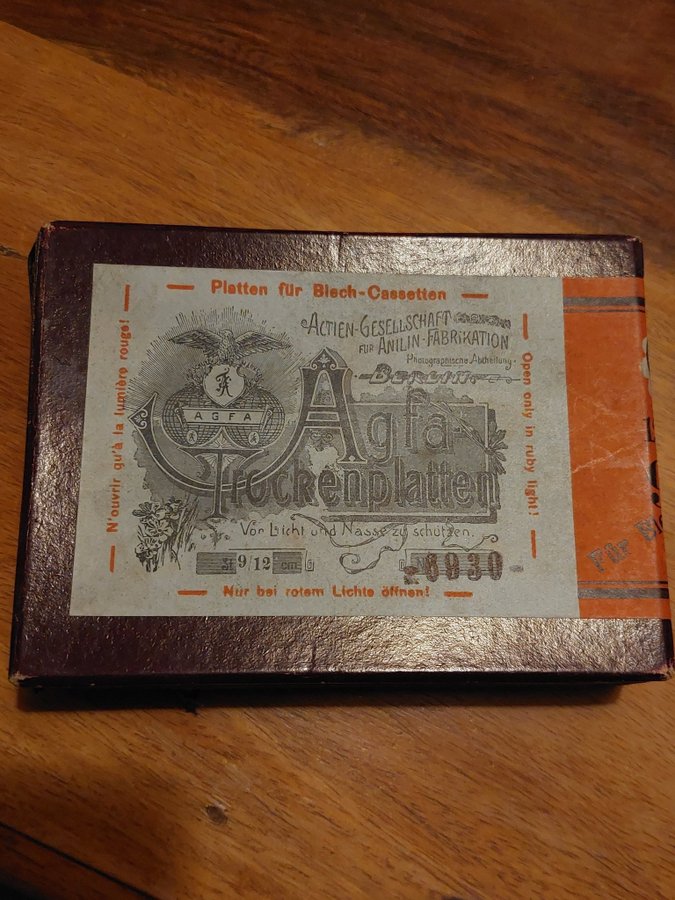 Platten für Blech-Cassetten
ACTIEN-GESELLSCHAFT
FÜR ANILIN-FABRIKATION
Photographische Abtheilung.
BERLIN
AGFA
Agfa-
Trockenplatten
Vor Licht und Nässe zu schützen.
9/12 cm
6930
Nur bei rotem Lichte öffnen!
N'ouvrir qu'à la lumière rouge!
Open only in ruby light!
Für